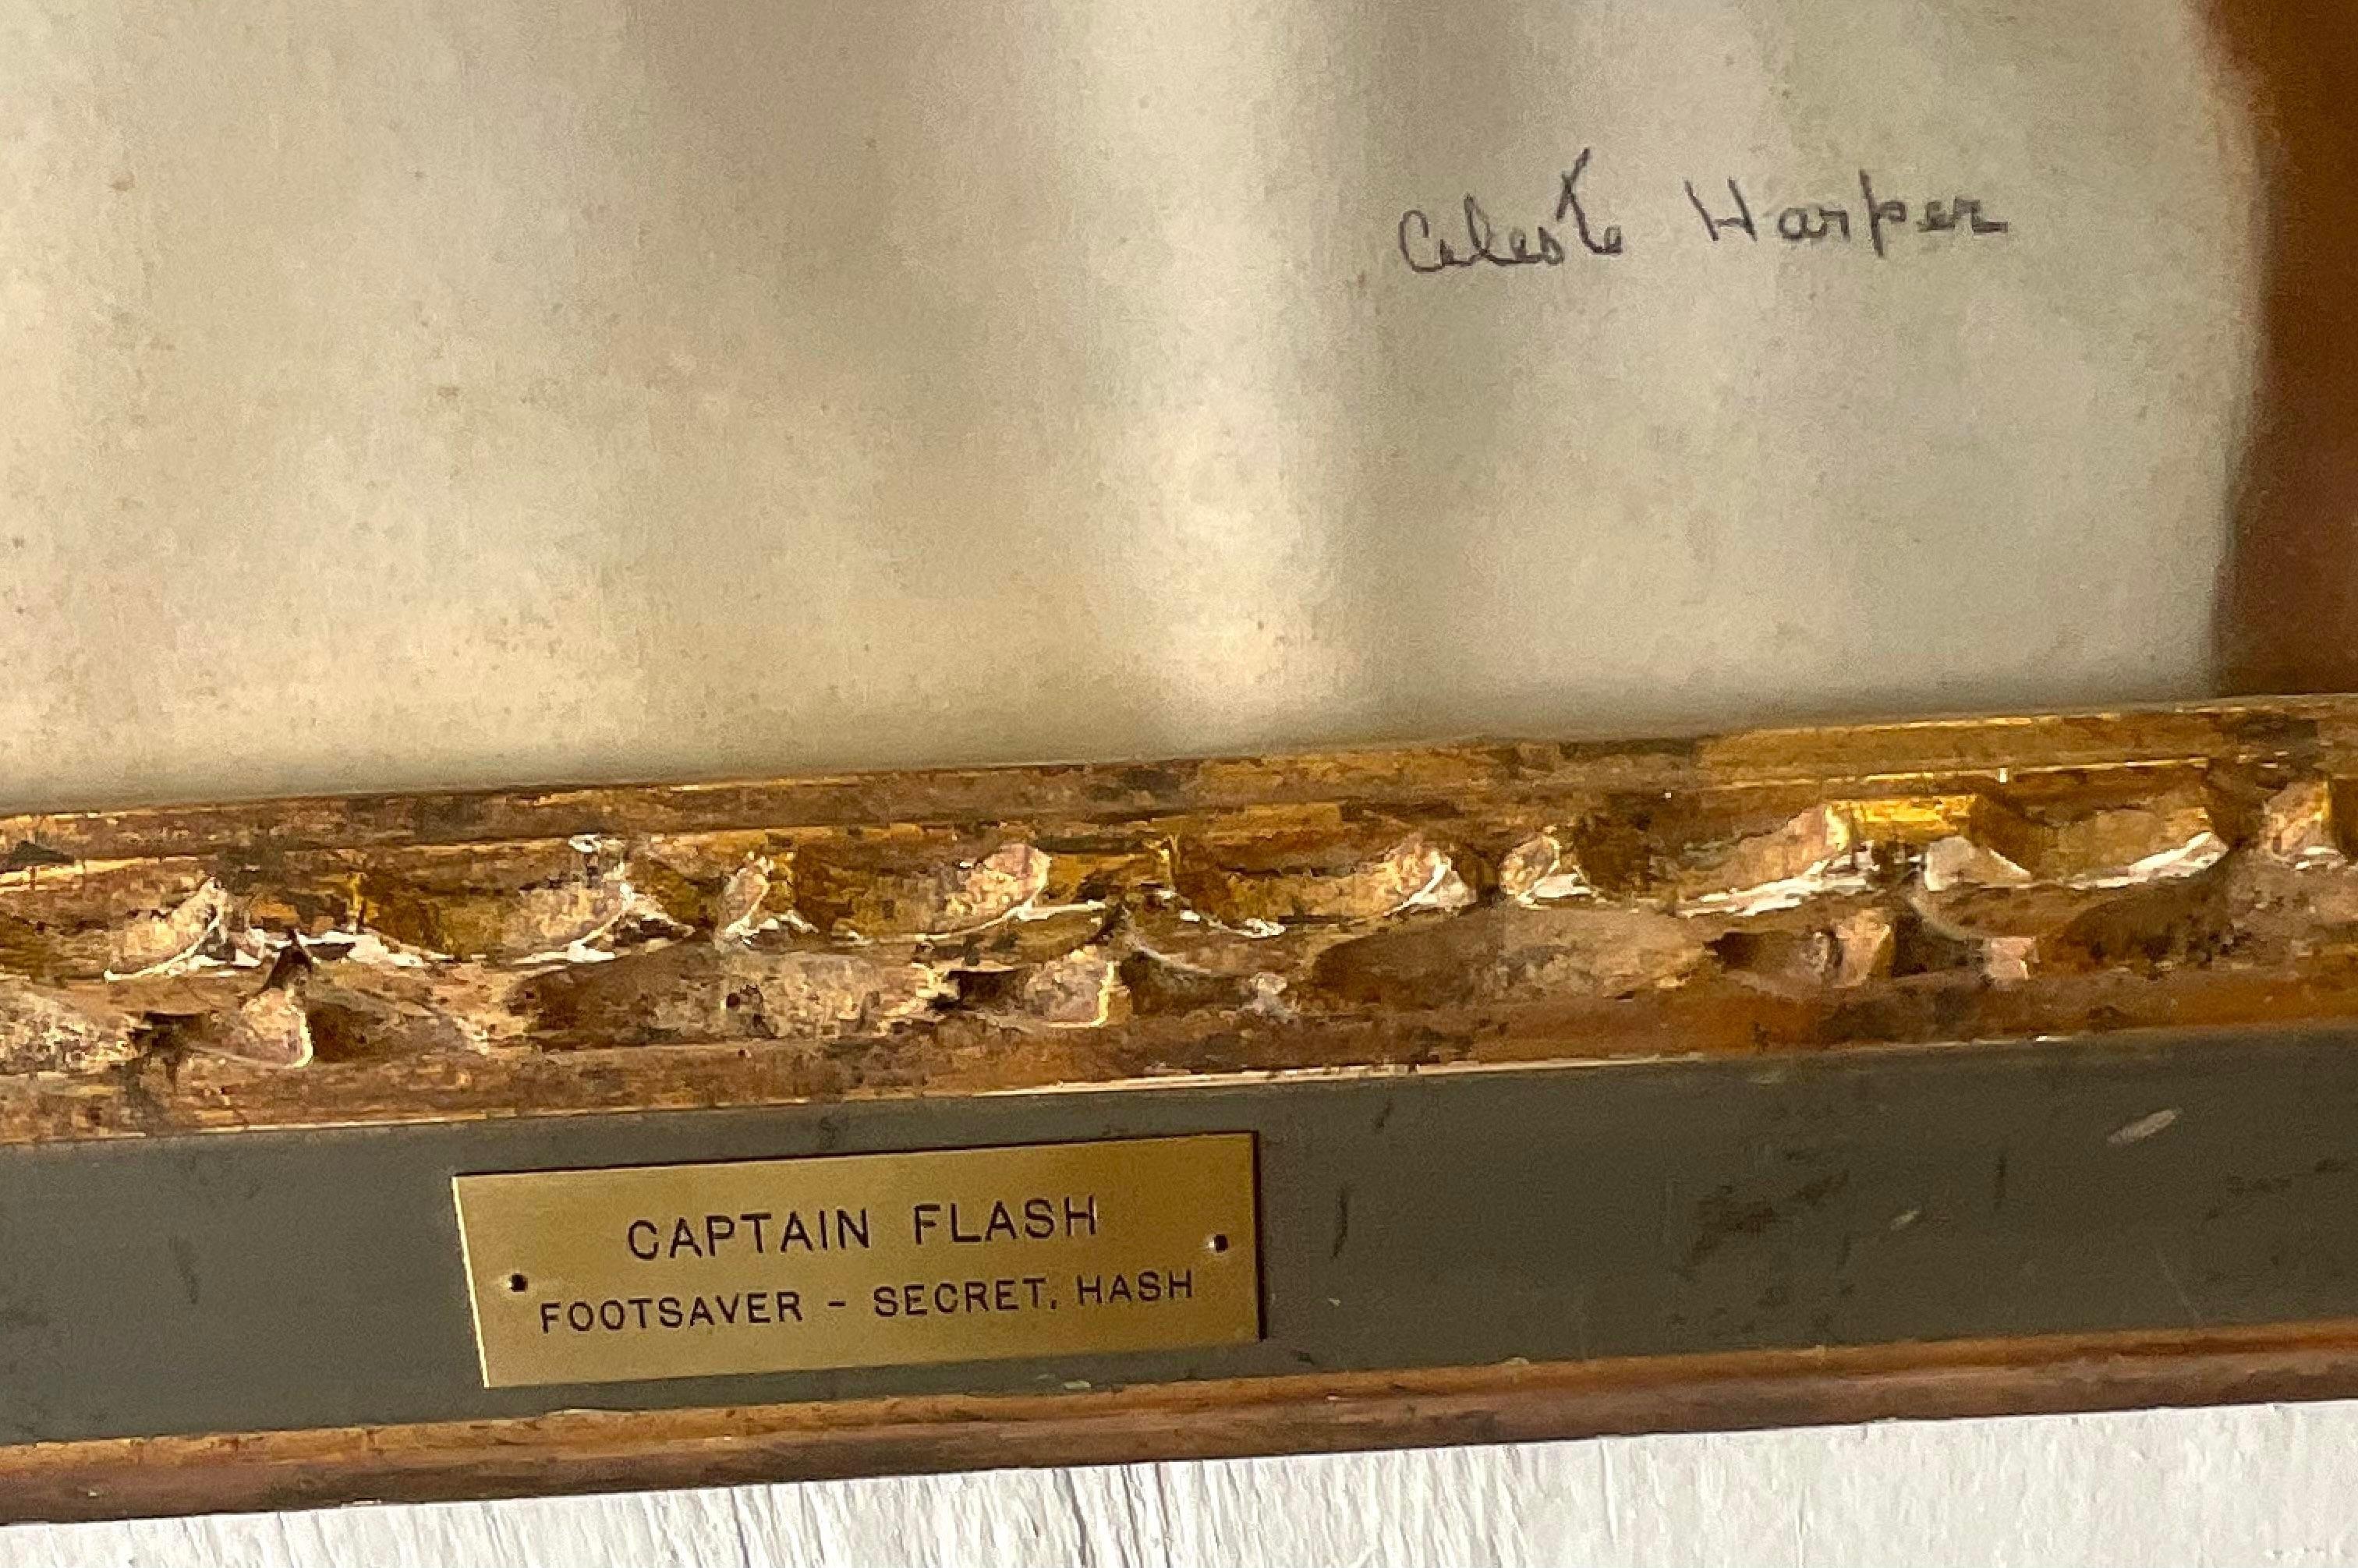 Celeste Harper
CAPTAIN FLASH
FOOTSAVER - SECRET. HASH